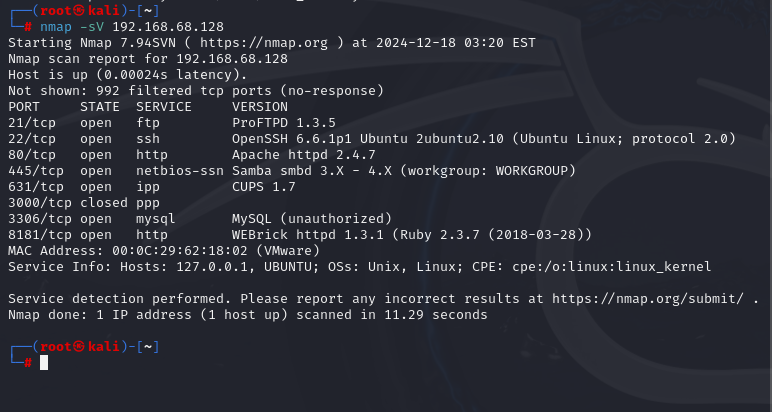 ┌──(root㉿kali)-[~]
└─# nmap -sV 192.168.68.128
Starting Nmap 7.94SVN ( https://nmap.org ) at 2024-12-18 03:20 EST
Nmap scan report for 192.168.68.128
Host is up (0.00024s latency).
Not shown: 992 filtered tcp ports (no-response)
PORT     STATE  SERVICE     VERSION
21/tcp   open   ftp         ProFTPD 1.3.5
22/tcp   open   ssh         OpenSSH 6.6.1p1 Ubuntu 2ubuntu2.10 (Ubuntu Linux; protocol 2.0)
80/tcp   open   http        Apache httpd 2.4.7
445/tcp  open   netbios-ssn Samba smbd 3.X - 4.X (workgroup: WORKGROUP)
631/tcp  open   ipp         CUPS 1.7
3000/tcp closed ppp
3306/tcp open   mysql       MySQL (unauthorized)
8181/tcp open   http        WEBrick httpd 1.3.1 (Ruby 2.3.7 (2018-03-28))
MAC Address: 00:0C:29:62:18:02 (VMware)
Service Info: Hosts: 127.0.0.1, UBUNTU; OSs: Unix, Linux; CPE: cpe:/o:linux:linux_kernel

Service detection performed. Please report any incorrect results at https://nmap.org/submit/ .
Nmap done: 1 IP address (1 host up) scanned in 11.29 seconds

┌──(root㉿kali)-[~]
└─#